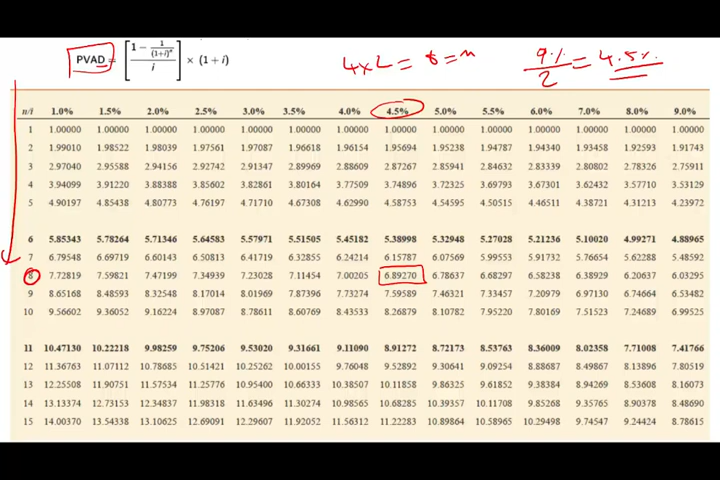 PVAD = [ 1 − 1/(1+i)^n / i ] × (1 + i)
4 x 2 = 8 = n
9% / 2 = 4.5%
n/i 1.0% 1.5% 2.0% 2.5% 3.0% 3.5% 4.0% 4.5% 5.0% 5.5% 6.0% 7.0% 8.0% 9.0%
1 1.00000 1.00000 1.00000 1.00000 1.00000 1.00000 1.00000 1.00000 1.00000 1.00000 1.00000 1.00000 1.00000 1.00000
2 1.99010 1.98522 1.98039 1.97561 1.97087 1.96618 1.96154 1.95694 1.95238 1.94787 1.94340 1.93458 1.92593 1.91743
3 2.97040 2.95588 2.94156 2.92742 2.91347 2.89969 2.88609 2.87267 2.85941 2.84632 2.83339 2.80802 2.78326 2.75911
4 3.94099 3.91220 3.88388 3.85602 3.82861 3.80164 3.77509 3.74896 3.72325 3.69793 3.67301 3.62432 3.57710 3.53129
5 4.90197 4.85438 4.80773 4.76197 4.71710 4.67308 4.62990 4.58753 4.54595 4.50515 4.46511 4.38721 4.31213 4.23972
6 5.85343 5.78264 5.71346 5.64583 5.57971 5.51505 5.45182 5.38998 5.32948 5.27028 5.21236 5.10020 4.99271 4.88965
7 6.79548 6.69719 6.60143 6.50813 6.41719 6.32855 6.24214 6.15787 6.07569 5.99553 5.91732 5.76654 5.62288 5.48592
8 7.72819 7.59821 7.47199 7.34939 7.23028 7.11454 7.00205 6.89270 6.78637 6.68297 6.58238 6.38929 6.20637 6.03295
9 8.65168 8.48593 8.32548 8.17014 8.01969 7.87396 7.73274 7.59589 7.46321 7.33457 7.20979 6.97130 6.74664 6.53482
10 9.56602 9.36052 9.16224 8.97087 8.78611 8.60769 8.43533 8.26879 8.10782 7.95220 7.80169 7.51523 7.24689 6.99525
11 10.47130 10.22218 9.98259 9.75206 9.53020 9.31661 9.11090 8.91272 8.72173 8.53763 8.36009 8.02358 7.71008 7.41766
12 11.36763 11.07112 10.78685 10.51421 10.25262 10.00155 9.76048 9.52892 9.30641 9.09254 8.88687 8.49867 8.13896 7.80519
13 12.25508 11.90751 11.57534 11.25776 10.95400 10.66333 10.38507 10.11858 9.86325 9.61852 9.38384 8.94269 8.53608 8.16073
14 13.13374 12.73153 12.34837 11.98318 11.63496 11.30274 10.98565 10.68285 10.39357 10.11708 9.85268 9.35765 8.90378 8.48690
15 14.00370 13.54338 13.10625 12.69091 12.29607 11.92052 11.56312 11.22283 10.89864 10.58965 10.29498 9.74547 9.24424 8.78615